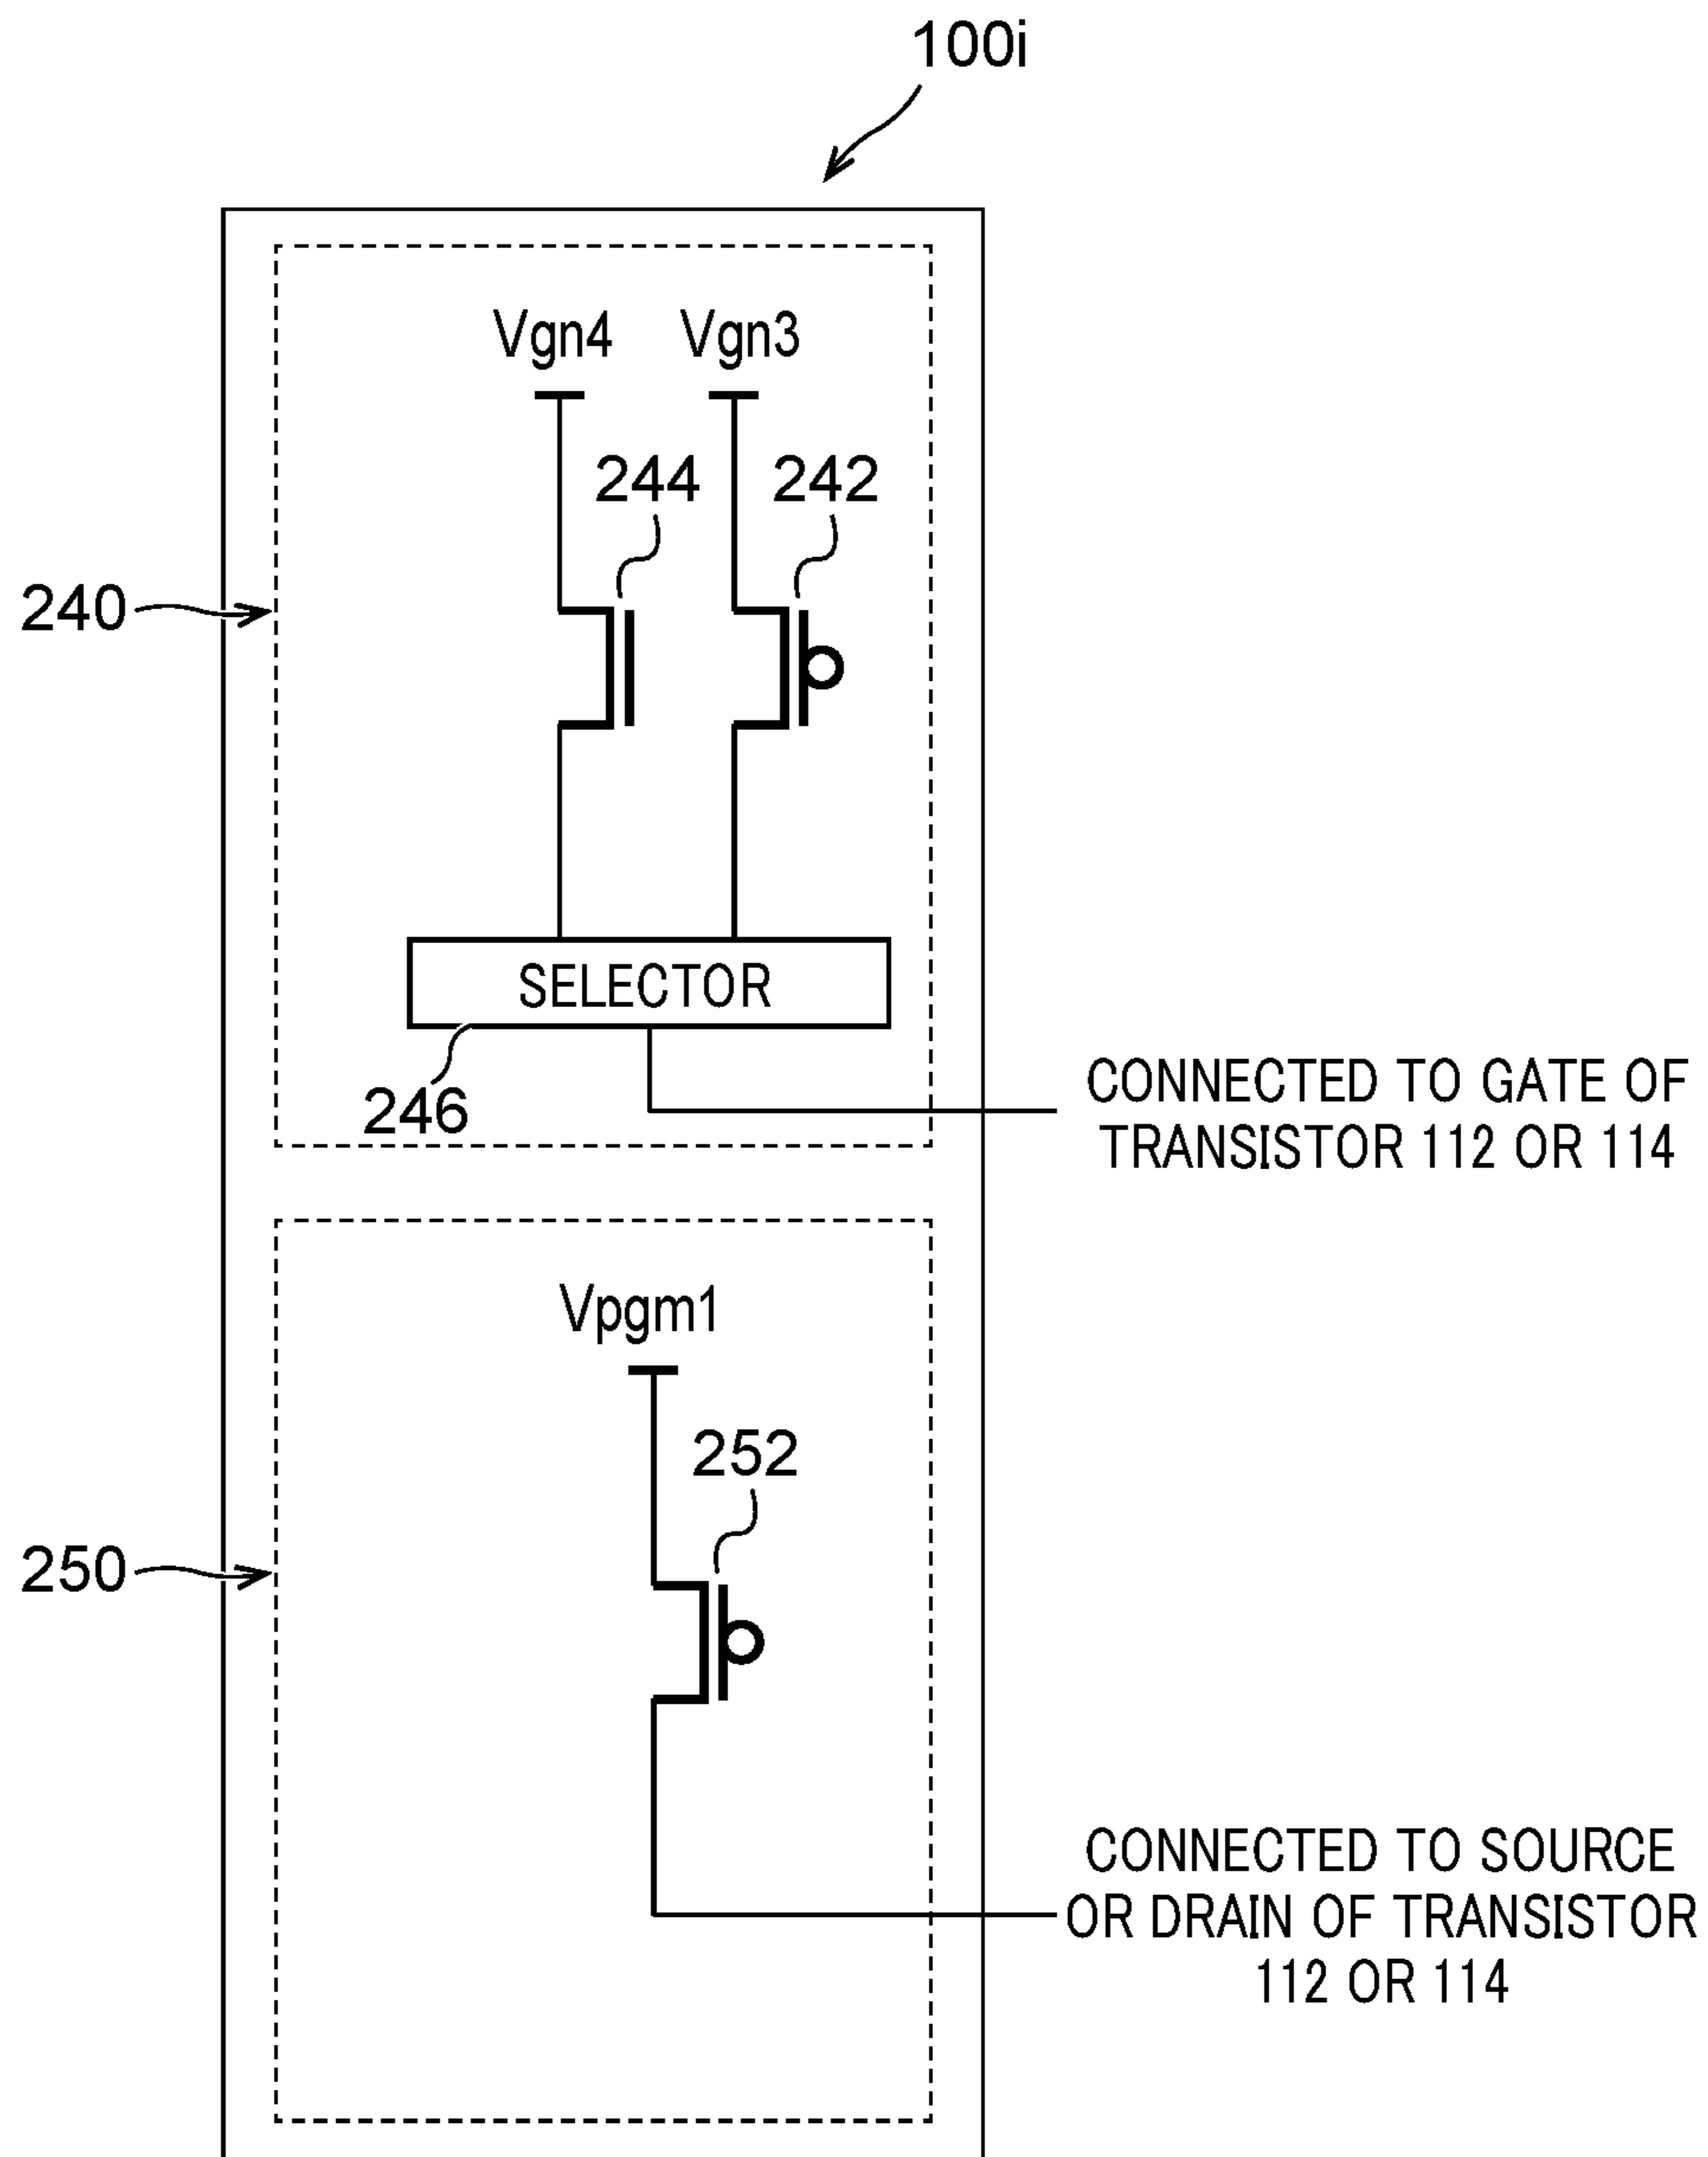 100i
Vgn4 Vgn3
244 242
240
SELECTOR
246
CONNECTED TO GATE OF
TRANSISTOR 112 OR 114
Vpgm1
252
250
CONNECTED TO SOURCE
OR DRAIN OF TRANSISTOR
112 OR 114